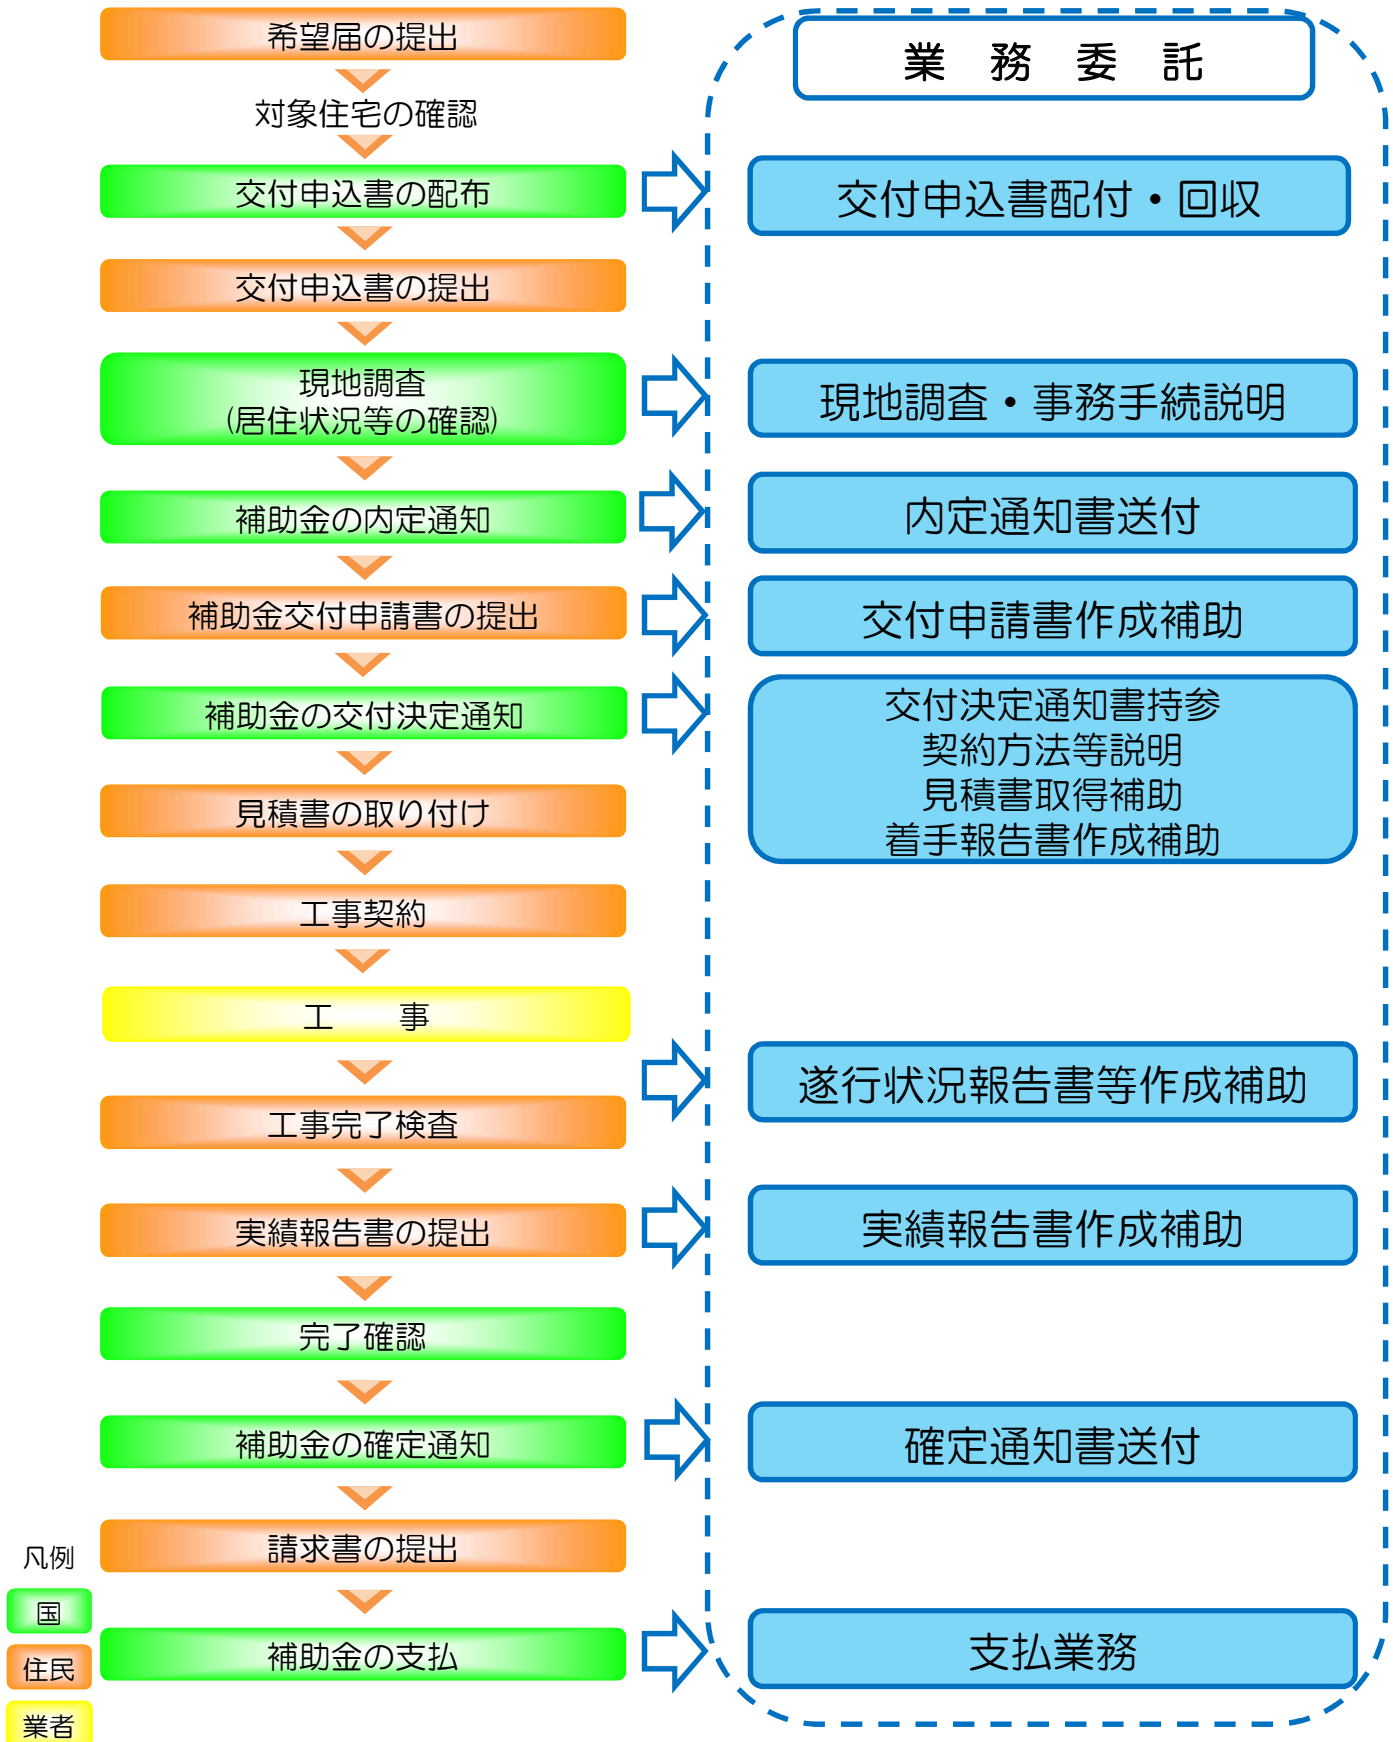 希望届の提出
対象住宅の確認
交付申込書の配布
交付申込書の提出
現地調査
(居住状況等の確認)
補助金の内定通知
補助金交付申請書の提出
補助金の交付決定通知
見積書の取り付け
工事契約
工　　事
工事完了検査
実績報告書の提出
完了確認
補助金の確定通知
請求書の提出
補助金の支払
凡例
国
住民
業者
業　務　委　託
交付申込書配付・回収
現地調査・事務手続説明
内定通知書送付
交付申請書作成補助
交付決定通知書持参
契約方法等説明
見積書取得補助
着手報告書作成補助
遂行状況報告書等作成補助
実績報告書作成補助
確定通知書送付
支払業務